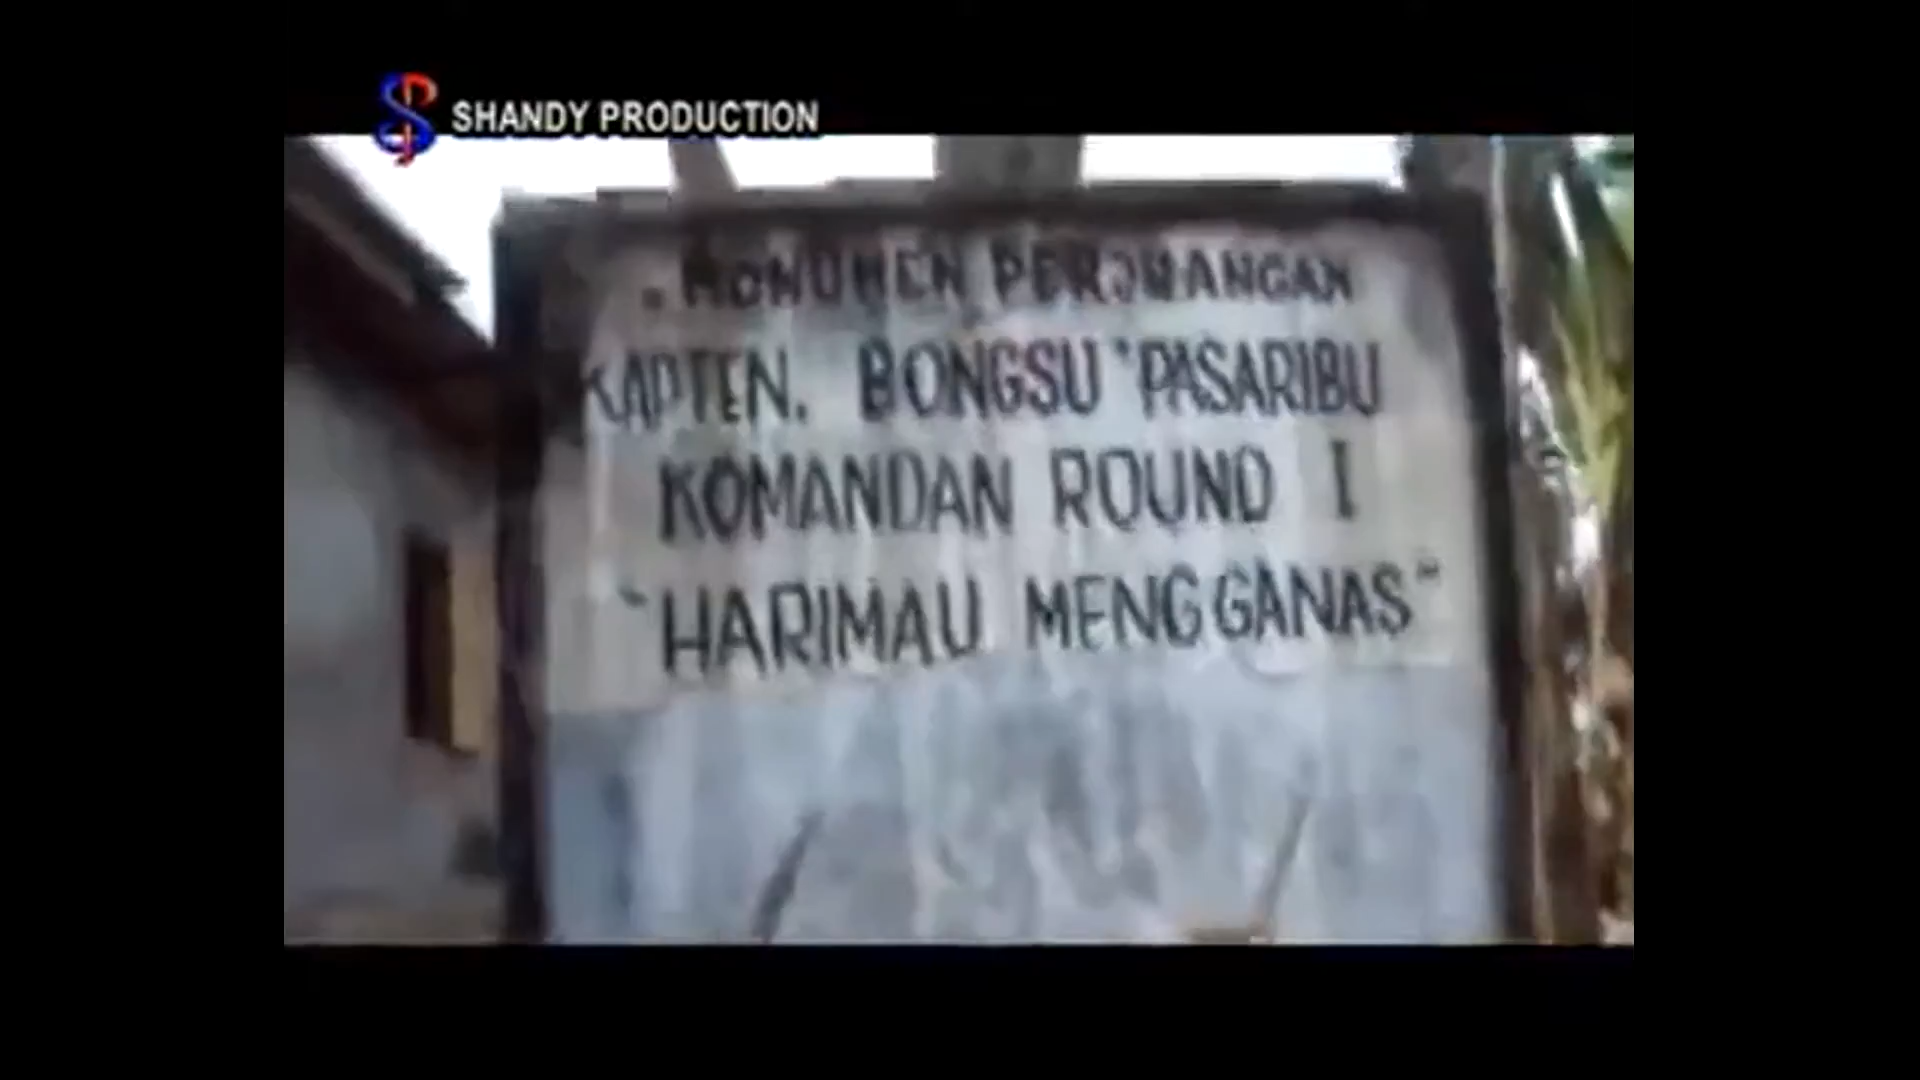 SHANDY PRODUCTION
MONUMEN PERJUANGAN
KAPTEN. BONGSU PASARIBU
KOMANDAN ROUND I
"HARIMAU MENGGANAS"